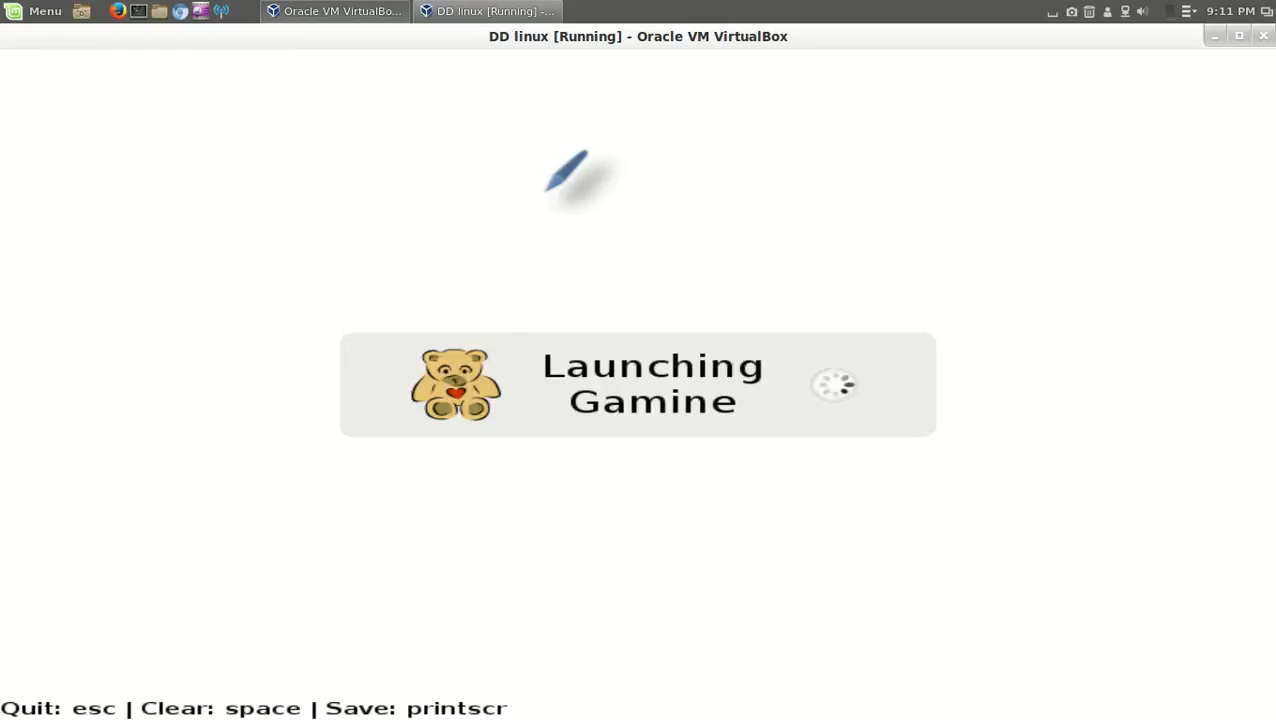 Menu
Oracle VM VirtualBo...
DD linux [Running] -...
9:11 PM
DD linux [Running] - Oracle VM VirtualBox
Launching
Gamine
Quit: esc | Clear: space | Save: printscr